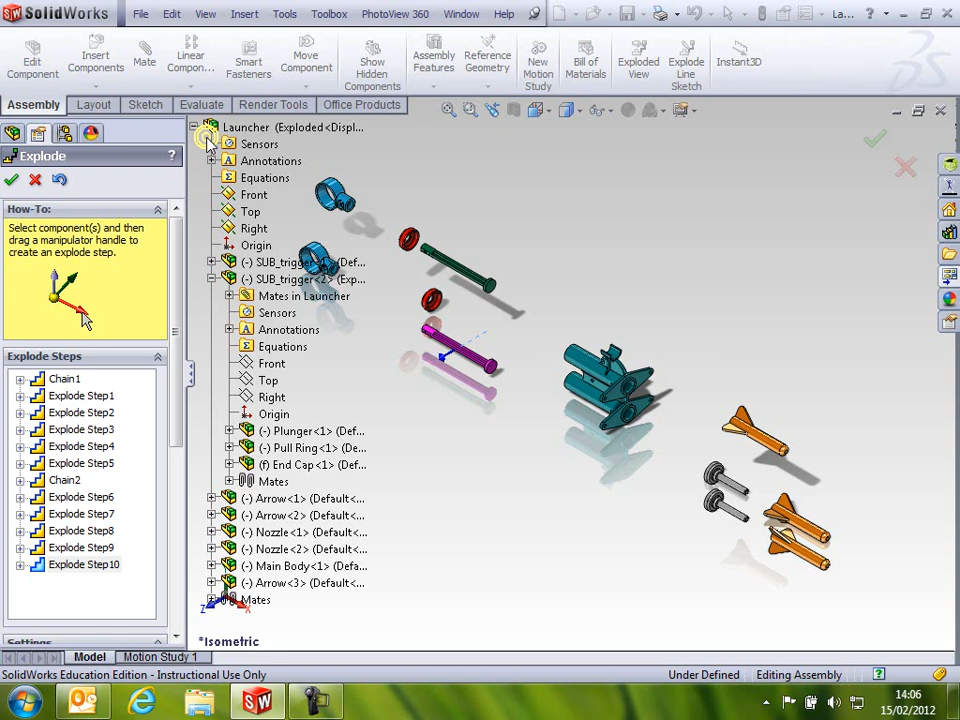 SolidWorks File Edit View Insert Tools Toolbox PhotoView 360 Window Help La...
Edit Component
Insert Components
Mate
Linear Compon...
Smart Fasteners
Move Component
Show Hidden Components
Assembly Features
Reference Geometry
New Motion Study
Bill of Materials
Exploded View
Explode Line Sketch
Instant3D
Assembly Layout Sketch Evaluate Render Tools Office Products
Explode ?
How-To:
Select component(s) and then
drag a manipulator handle to
create an explode step.
Explode Steps
Chain1
Explode Step1
Explode Step2
Explode Step3
Explode Step4
Explode Step5
Chain2
Explode Step6
Explode Step7
Explode Step8
Explode Step9
Explode Step10
Settings
Launcher (Exploded<Displ...
Sensors
Annotations
Equations
Front
Top
Right
Origin
(-) SUB_trigger<1> (Def...
(-) SUB_trigger<2> (Exp...
Mates in Launcher
Sensors
Annotations
Equations
Front
Top
Right
Origin
(-) Plunger<1> (Def...
(-) Pull Ring<1> (De...
(f) End Cap<1> (Def...
Mates
(-) Arrow<1> (Default<...
(-) Arrow<2> (Default<...
(-) Nozzle<1> (Default<...
(-) Nozzle<2> (Default<...
(-) Main Body<1> (Default<...
(-) Arrow<3> (Default<...
Mates
Z X
*Isometric
Model Motion Study 1
SolidWorks Education Edition - Instructional Use Only Under Defined Editing Assembly ?
14:06
15/02/2012